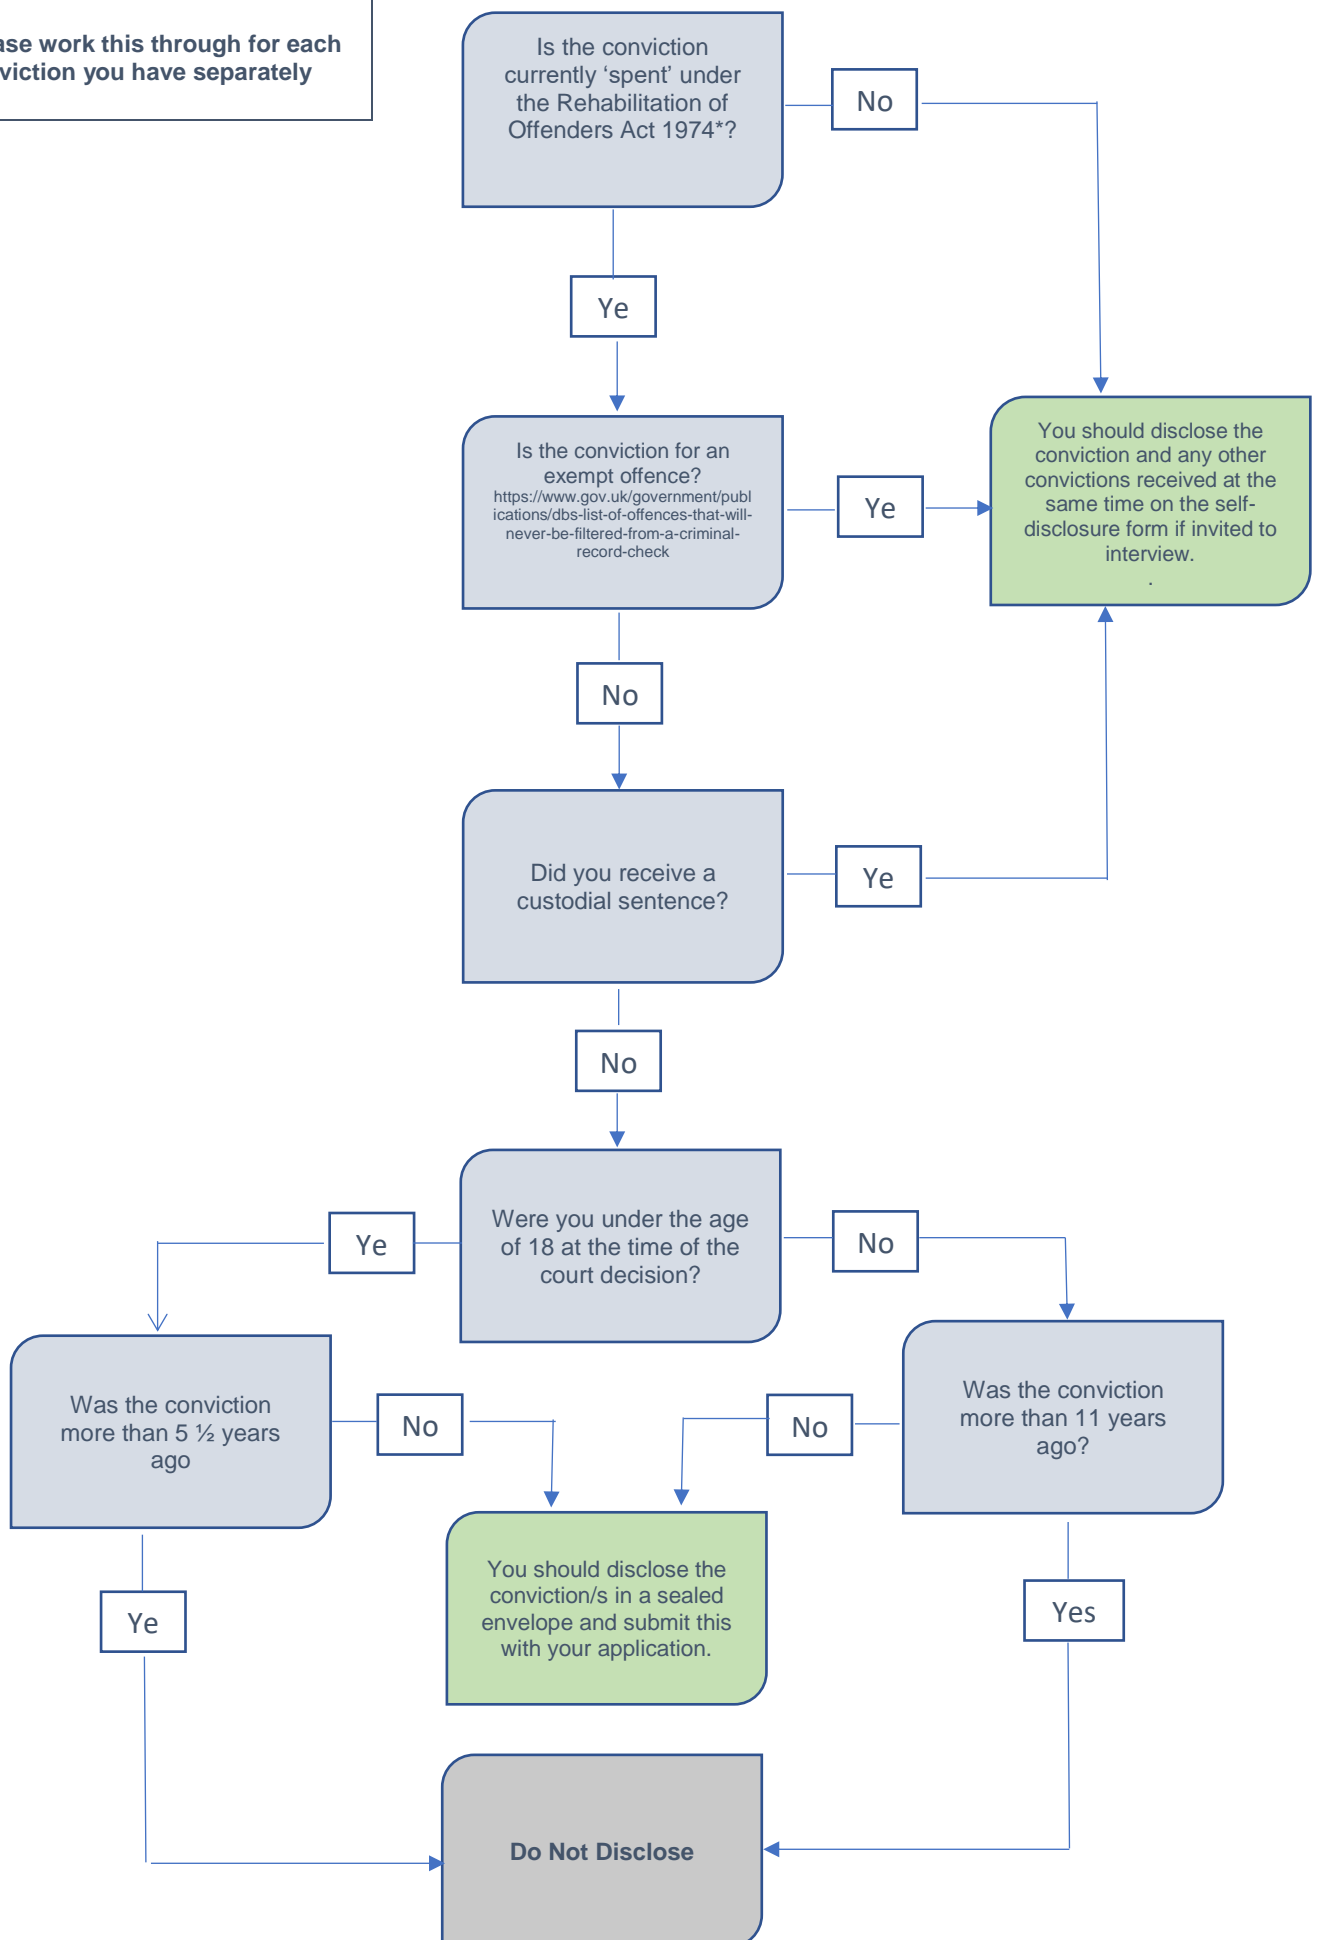 ase work this through for each
viction you have separately
Is the conviction
currently ‘spent’ under
the Rehabilitation of
Offenders Act 1974*?
No
Ye
Is the conviction for an
exempt offence?
https://www.gov.uk/government/publ
ications/dbs-list-of-offences-that-will-
never-be-filtered-from-a-criminal-
record-check
Ye
You should disclose the
conviction and any other
convictions received at the
same time on the self-
disclosure form if invited to
interview.
.
No
Did you receive a
custodial sentence?
Ye
No
Were you under the age
of 18 at the time of the
court decision?
Ye
No
Was the conviction
more than 5 ½ years
ago
No
No
Was the conviction
more than 11 years
ago?
You should disclose the
conviction/s in a sealed
envelope and submit this
with your application.
Ye
Yes
Do Not Disclose